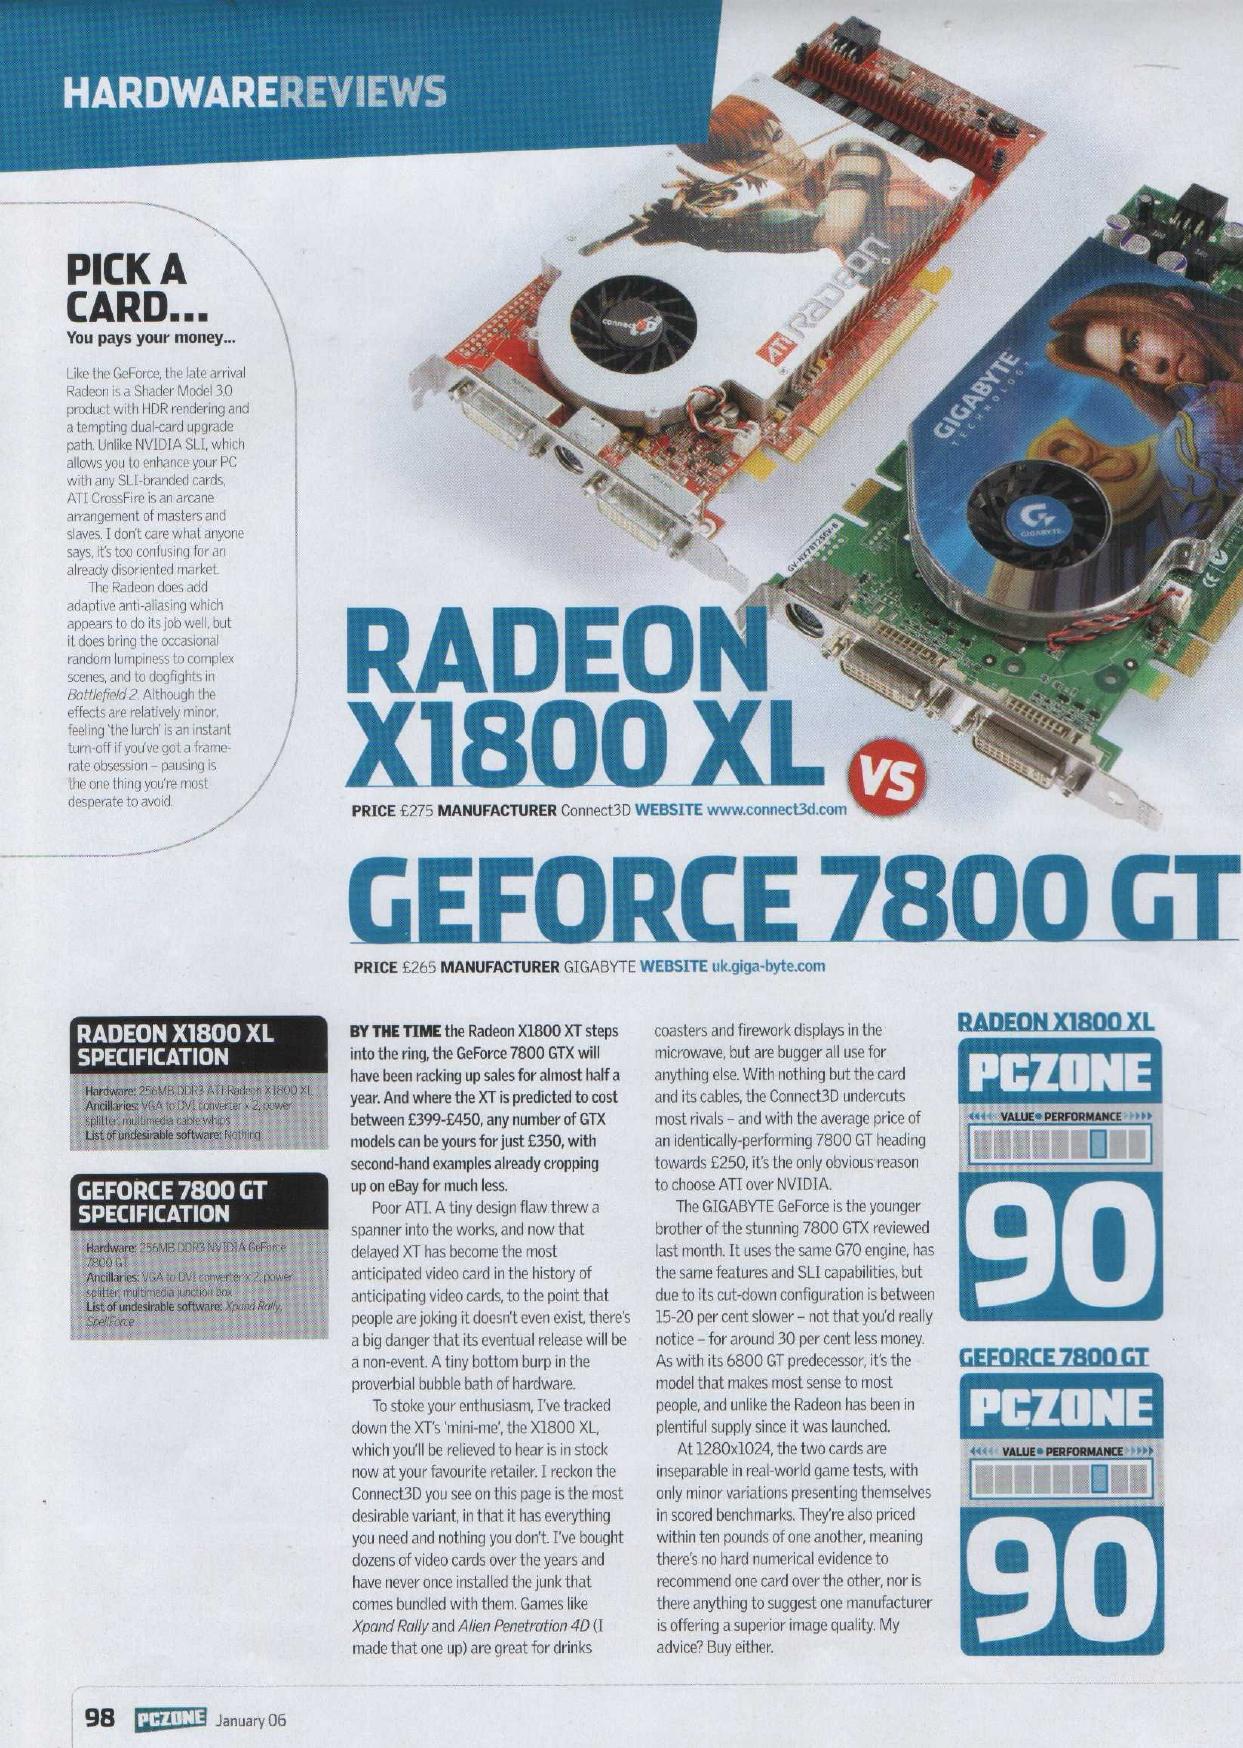 HARDWAREREVIEWS
PICK A
CARD...
You pays your money...
Like the GeForce, the late arrival
Radeon is a Shader Model 3.0
product with HDR rendering and
a tempting dual-card upgrade
path. Unlike NVIDIA SLI, which
allows you to enhance your PC
with any SLI-branded cards,
ATI CrossFire is an arcane
arrangement of masters and
slaves. I don't care what anyone
says, it's too confusing for an
already disoriented market.
The Radeon does add
adaptive anti-aliasing which
appears to do its job well, but
it does bring the occasional
random lumpiness to complex
scenes, and to dogfights in
Battlefield 2. Although the
effects are relatively minor,
feeling 'the lurch' is an instant
turn-off if you've got a frame-
rate obsession – pausing is
the one thing you're most
desperate to avoid.
connect3D
ATI RADEON
GIGABYTE
TECHNOLOGY
G
GIGABYTE
CE
RADEON
X1800 XL
VS
PRICE £275 MANUFACTURER Connect3D WEBSITE www.connect3d.com
GEFORCE 7800 GT
PRICE £265 MANUFACTURER GIGABYTE WEBSITE uk.giga-byte.com
RADEON X1800 XL
SPECIFICATION
Hardware: 256MB DDR3 ATI Radeon X1800 XL
Ancillaries: VGA to DVI converter x 2, power
splitter, multimedia cable whips
List of undesirable software: Nothing
GEFORCE 7800 GT
SPECIFICATION
Hardware: 256MB DDR3 NVIDIA GeForce
7800 GT
Ancillaries: VGA to DVI converter x 2, power
splitter, multimedia junction box
List of undesirable software: Xpand Rally,
SpellForce
BY THE TIME the Radeon X1800 XT steps
into the ring, the GeForce 7800 GTX will
have been racking up sales for almost half a
year. And where the XT is predicted to cost
between £399-£450, any number of GTX
models can be yours for just £350, with
second-hand examples already cropping
up on eBay for much less.
Poor ATI. A tiny design flaw threw a
spanner into the works, and now that
delayed XT has become the most
anticipated video card in the history of
anticipating video cards, to the point that
people are joking it doesn't even exist, there's
a big danger that its eventual release will be
a non-event. A tiny bottom burp in the
proverbial bubble bath of hardware.
To stoke your enthusiasm, I've tracked
down the XT's 'mini-me', the X1800 XL,
which you'll be relieved to hear is in stock
now at your favourite retailer. I reckon the
Connect3D you see on this page is the most
desirable variant, in that it has everything
you need and nothing you don't. I've bought
dozens of video cards over the years and
have never once installed the junk that
comes bundled with them. Games like
Xpand Rally and Alien Penetration 4D (I
made that one up) are great for drinks
coasters and firework displays in the
microwave, but are bugger all use for
anything else. With nothing but the card
and its cables, the Connect3D undercuts
most rivals – and with the average price of
an identically-performing 7800 GT heading
towards £250, it's the only obvious reason
to choose ATI over NVIDIA.
The GIGABYTE GeForce is the younger
brother of the stunning 7800 GTX reviewed
last month. It uses the same G70 engine, has
the same features and SLI capabilities, but
due to its cut-down configuration is between
15-20 per cent slower – not that you'd really
notice – for around 30 per cent less money.
As with its 6800 GT predecessor, it's the
model that makes most sense to most
people, and unlike the Radeon has been in
plentiful supply since it was launched.
At 1280x1024, the two cards are
inseparable in real-world game tests, with
only minor variations presenting themselves
in scored benchmarks. They're also priced
within ten pounds of one another, meaning
there's no hard numerical evidence to
recommend one card over the other, nor is
there anything to suggest one manufacturer
is offering a superior image quality. My
advice? Buy either.
RADEON X1800 XL
PCZONE
VALUE PERFORMANCE
90
GEFORCE 7800 GT
PCZONE
VALUE PERFORMANCE
90
98 PCZONE January 06